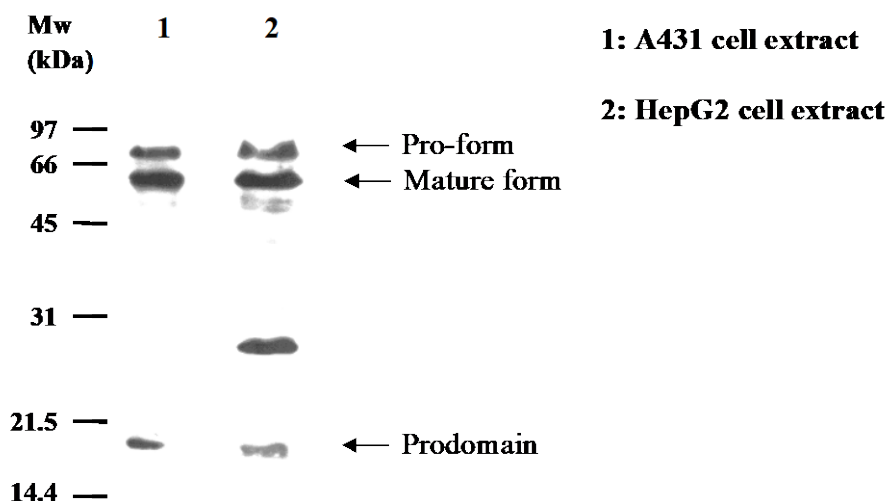 Mw
(kDa)
1
2
1: A431 cell extract
2: HepG2 cell extract
97
Pro-form
66
Mature form
45
31
21.5
Prodomain
14.4